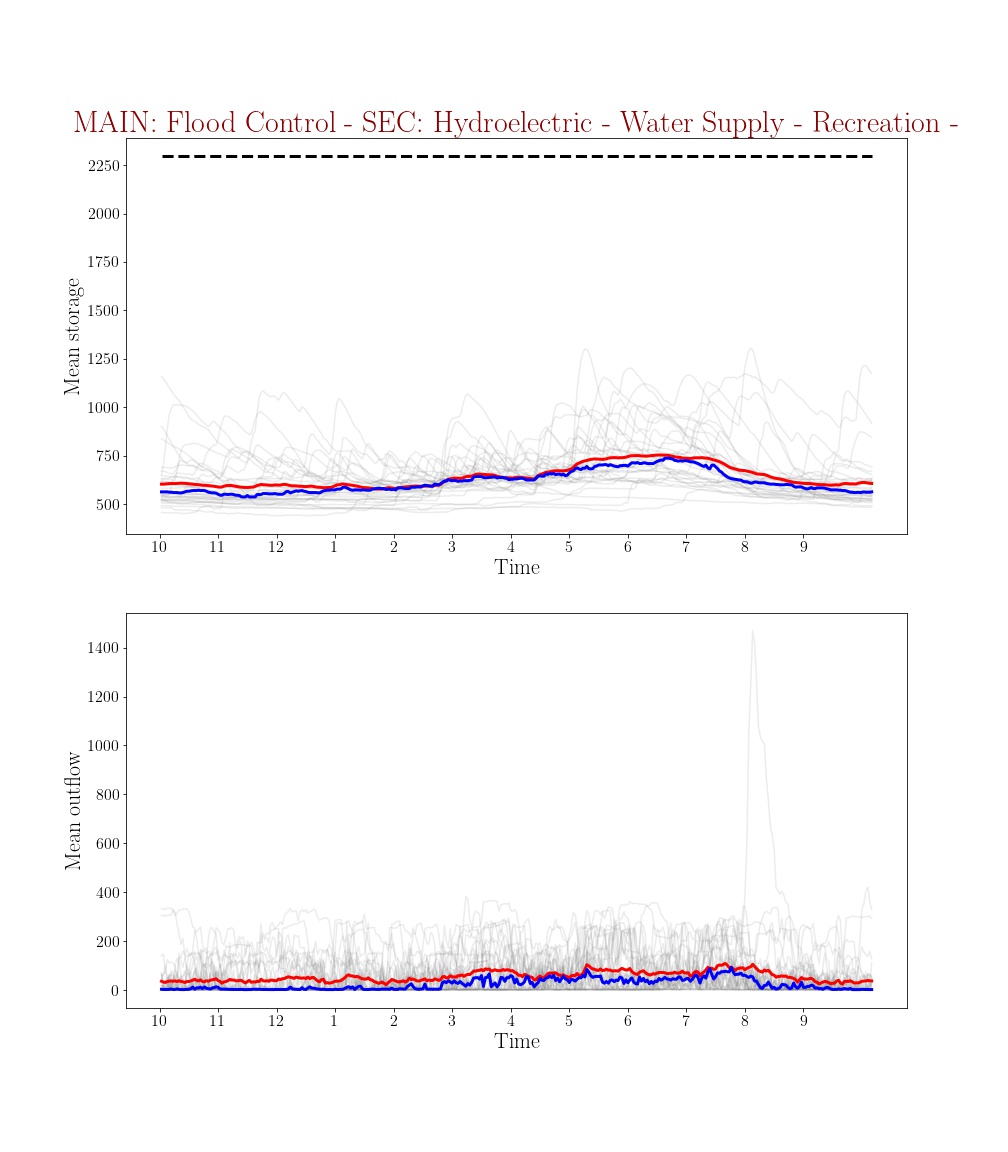 MAIN: Flood Control - SEC: Hydroelectric - Water Supply - Recreation -
2250
2000
1750
1500
1250
1000
750
500
Mean storage
10 11 12 1 2 3 4 5 6 7 8 9
Time
1400
1200
1000
800
600
400
200
0
Mean outflow
10 11 12 1 2 3 4 5 6 7 8 9
Time